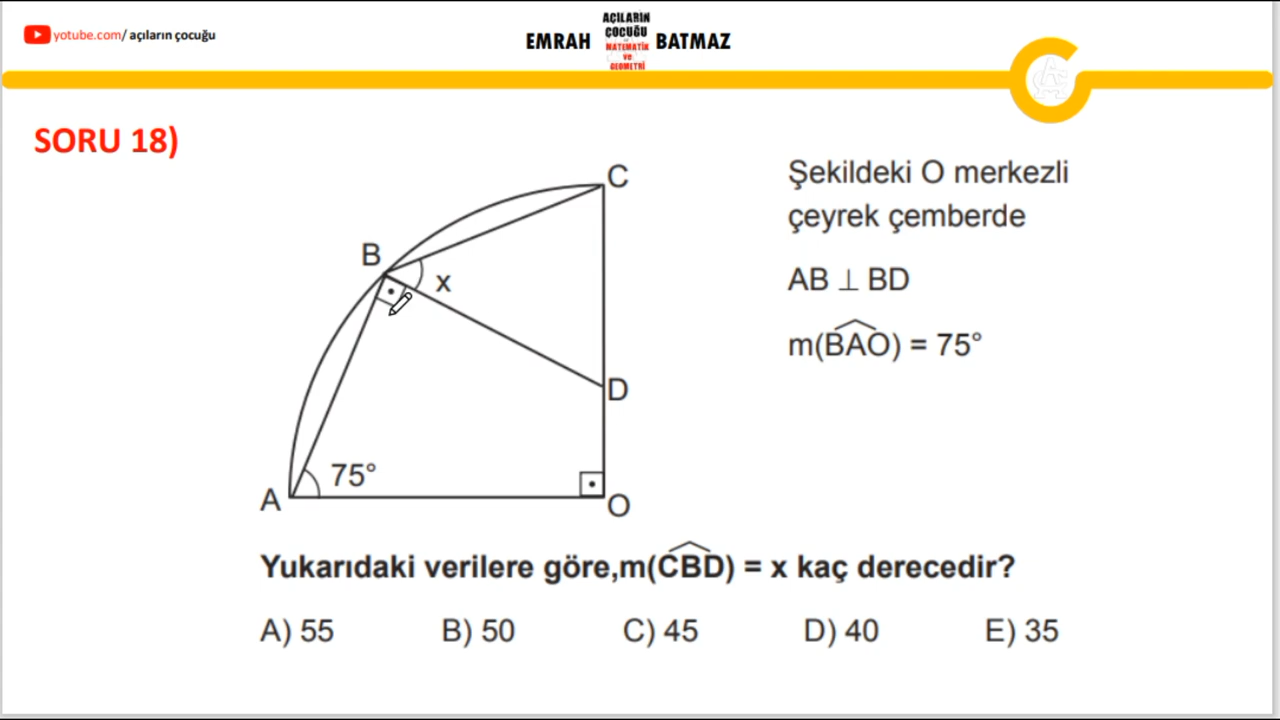 yotube.com/ açıların çocuğu
EMRAH
AÇILARIN
ÇOCUĞU
MATEMATİK
ve
GEOMETRİ
BATMAZ
SORU 18)
C
B
x
D
75°
A
O
Şekildeki O merkezli
çeyrek çemberde
AB ⊥ BD
m(BAO) = 75°
Yukarıdaki verilere göre,m(CBD) = x kaç derecedir?
A) 55 B) 50 C) 45 D) 40 E) 35